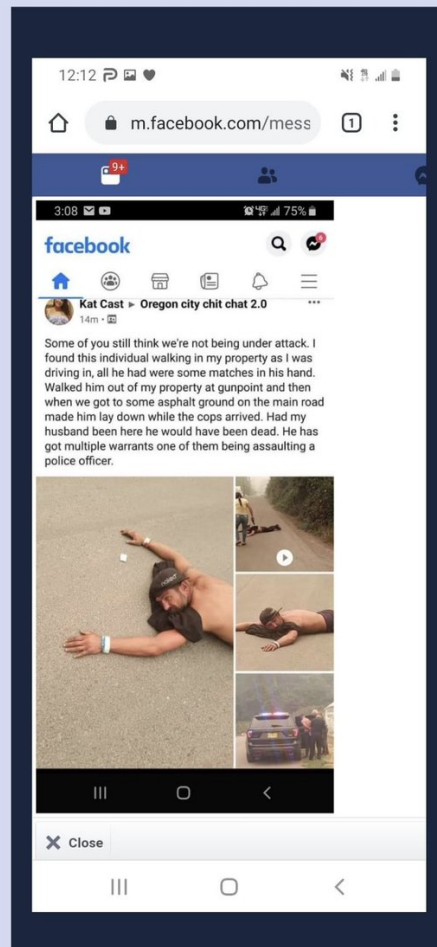 12:12
m.facebook.com/mess
1
9+
3:08
75%
facebook
Kat Cast ▸ Oregon city chit chat 2.0
14m
Some of you still think we're not being under attack. I
found this individual walking in my property as I was
driving in, all he had were some matches in his hand.
Walked him out of my property at gunpoint and then
when we got to some asphalt ground on the main road
made him lay down while the cops arrived. Had my
husband been here he would have been dead. He has
got multiple warrants one of them being assaulting a
police officer.
Close